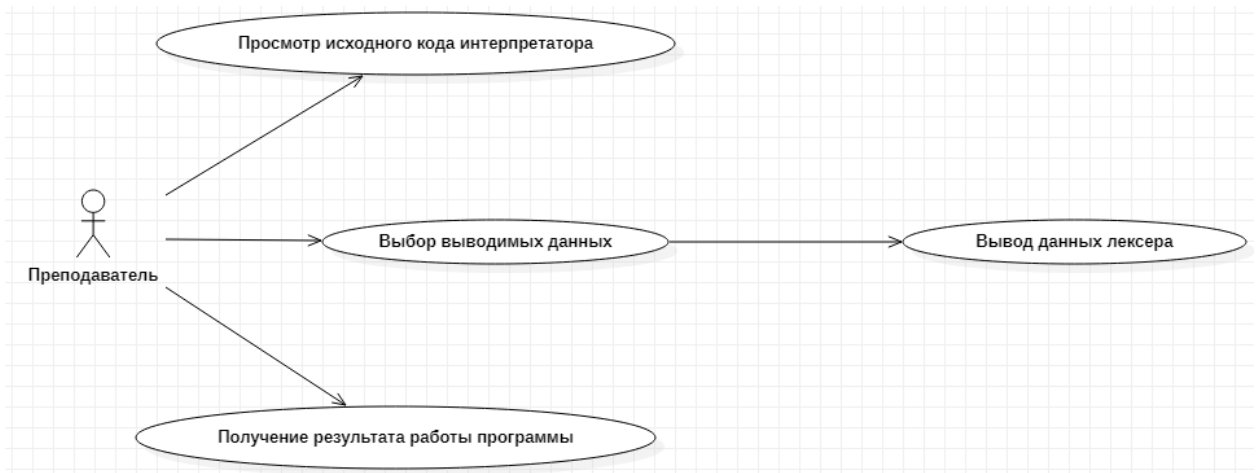 Просмотр исходного кода интерпретатора
Выбор выводимых данных
Вывод данных лексера
Преподаватель
Получение результата работы программы